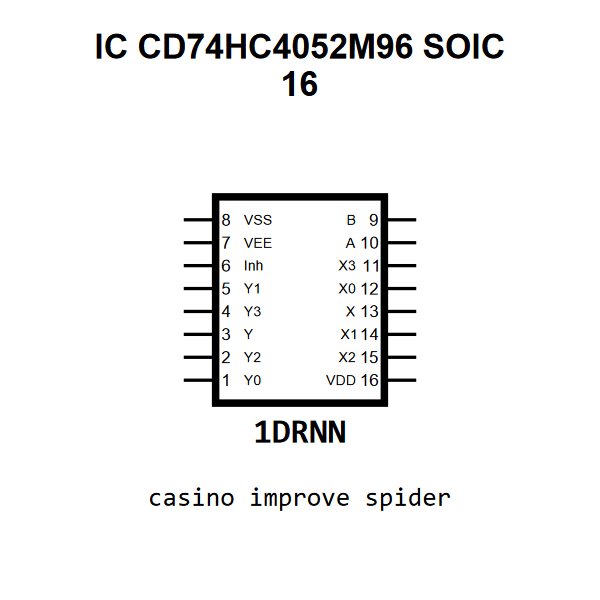 IC CD74HC4052M96 SOIC
16
8 VSS B 9
7 VEE A 10
6 Inh X3 11
5 Y1 X0 12
4 Y3 X 13
3 Y X1 14
2 Y2 X2 15
1 Y0 VDD 16
1DRNN
casino improve spider